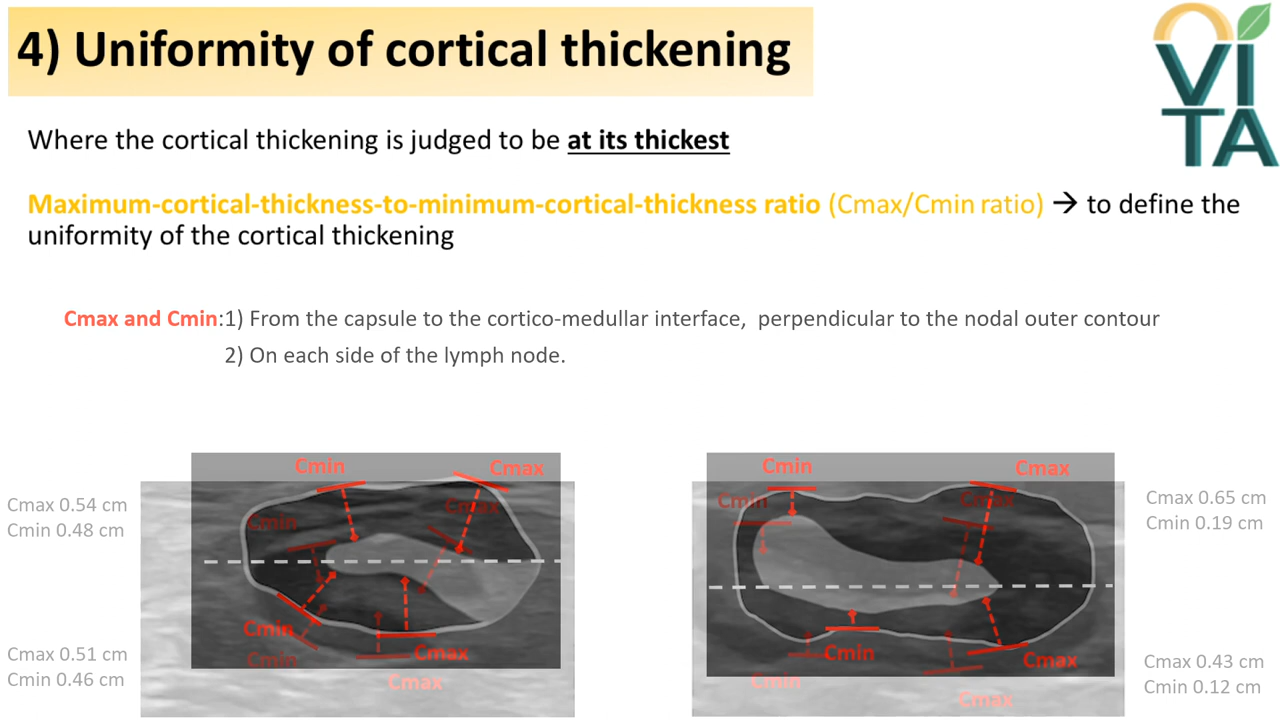 4) Uniformity of cortical thickening
VITA
Where the cortical thickening is judged to be at its thickest
Maximum-cortical-thickness-to-minimum-cortical-thickness ratio (Cmax/Cmin ratio) → to define the
uniformity of the cortical thickening
Cmax and Cmin:1) From the capsule to the cortico-medullar interface, perpendicular to the nodal outer contour
2) On each side of the lymph node.
Cmin
Cmax
Cmax
Cmin
Cmin
Cmin
Cmax
Cmax
Cmax 0.54 cm
Cmin 0.48 cm
Cmax 0.51 cm
Cmin 0.46 cm
Cmin
Cmax
Cmin
Cmax
Cmin
Cmax
Cmin
Cmax
Cmax 0.65 cm
Cmin 0.19 cm
Cmax 0.43 cm
Cmin 0.12 cm